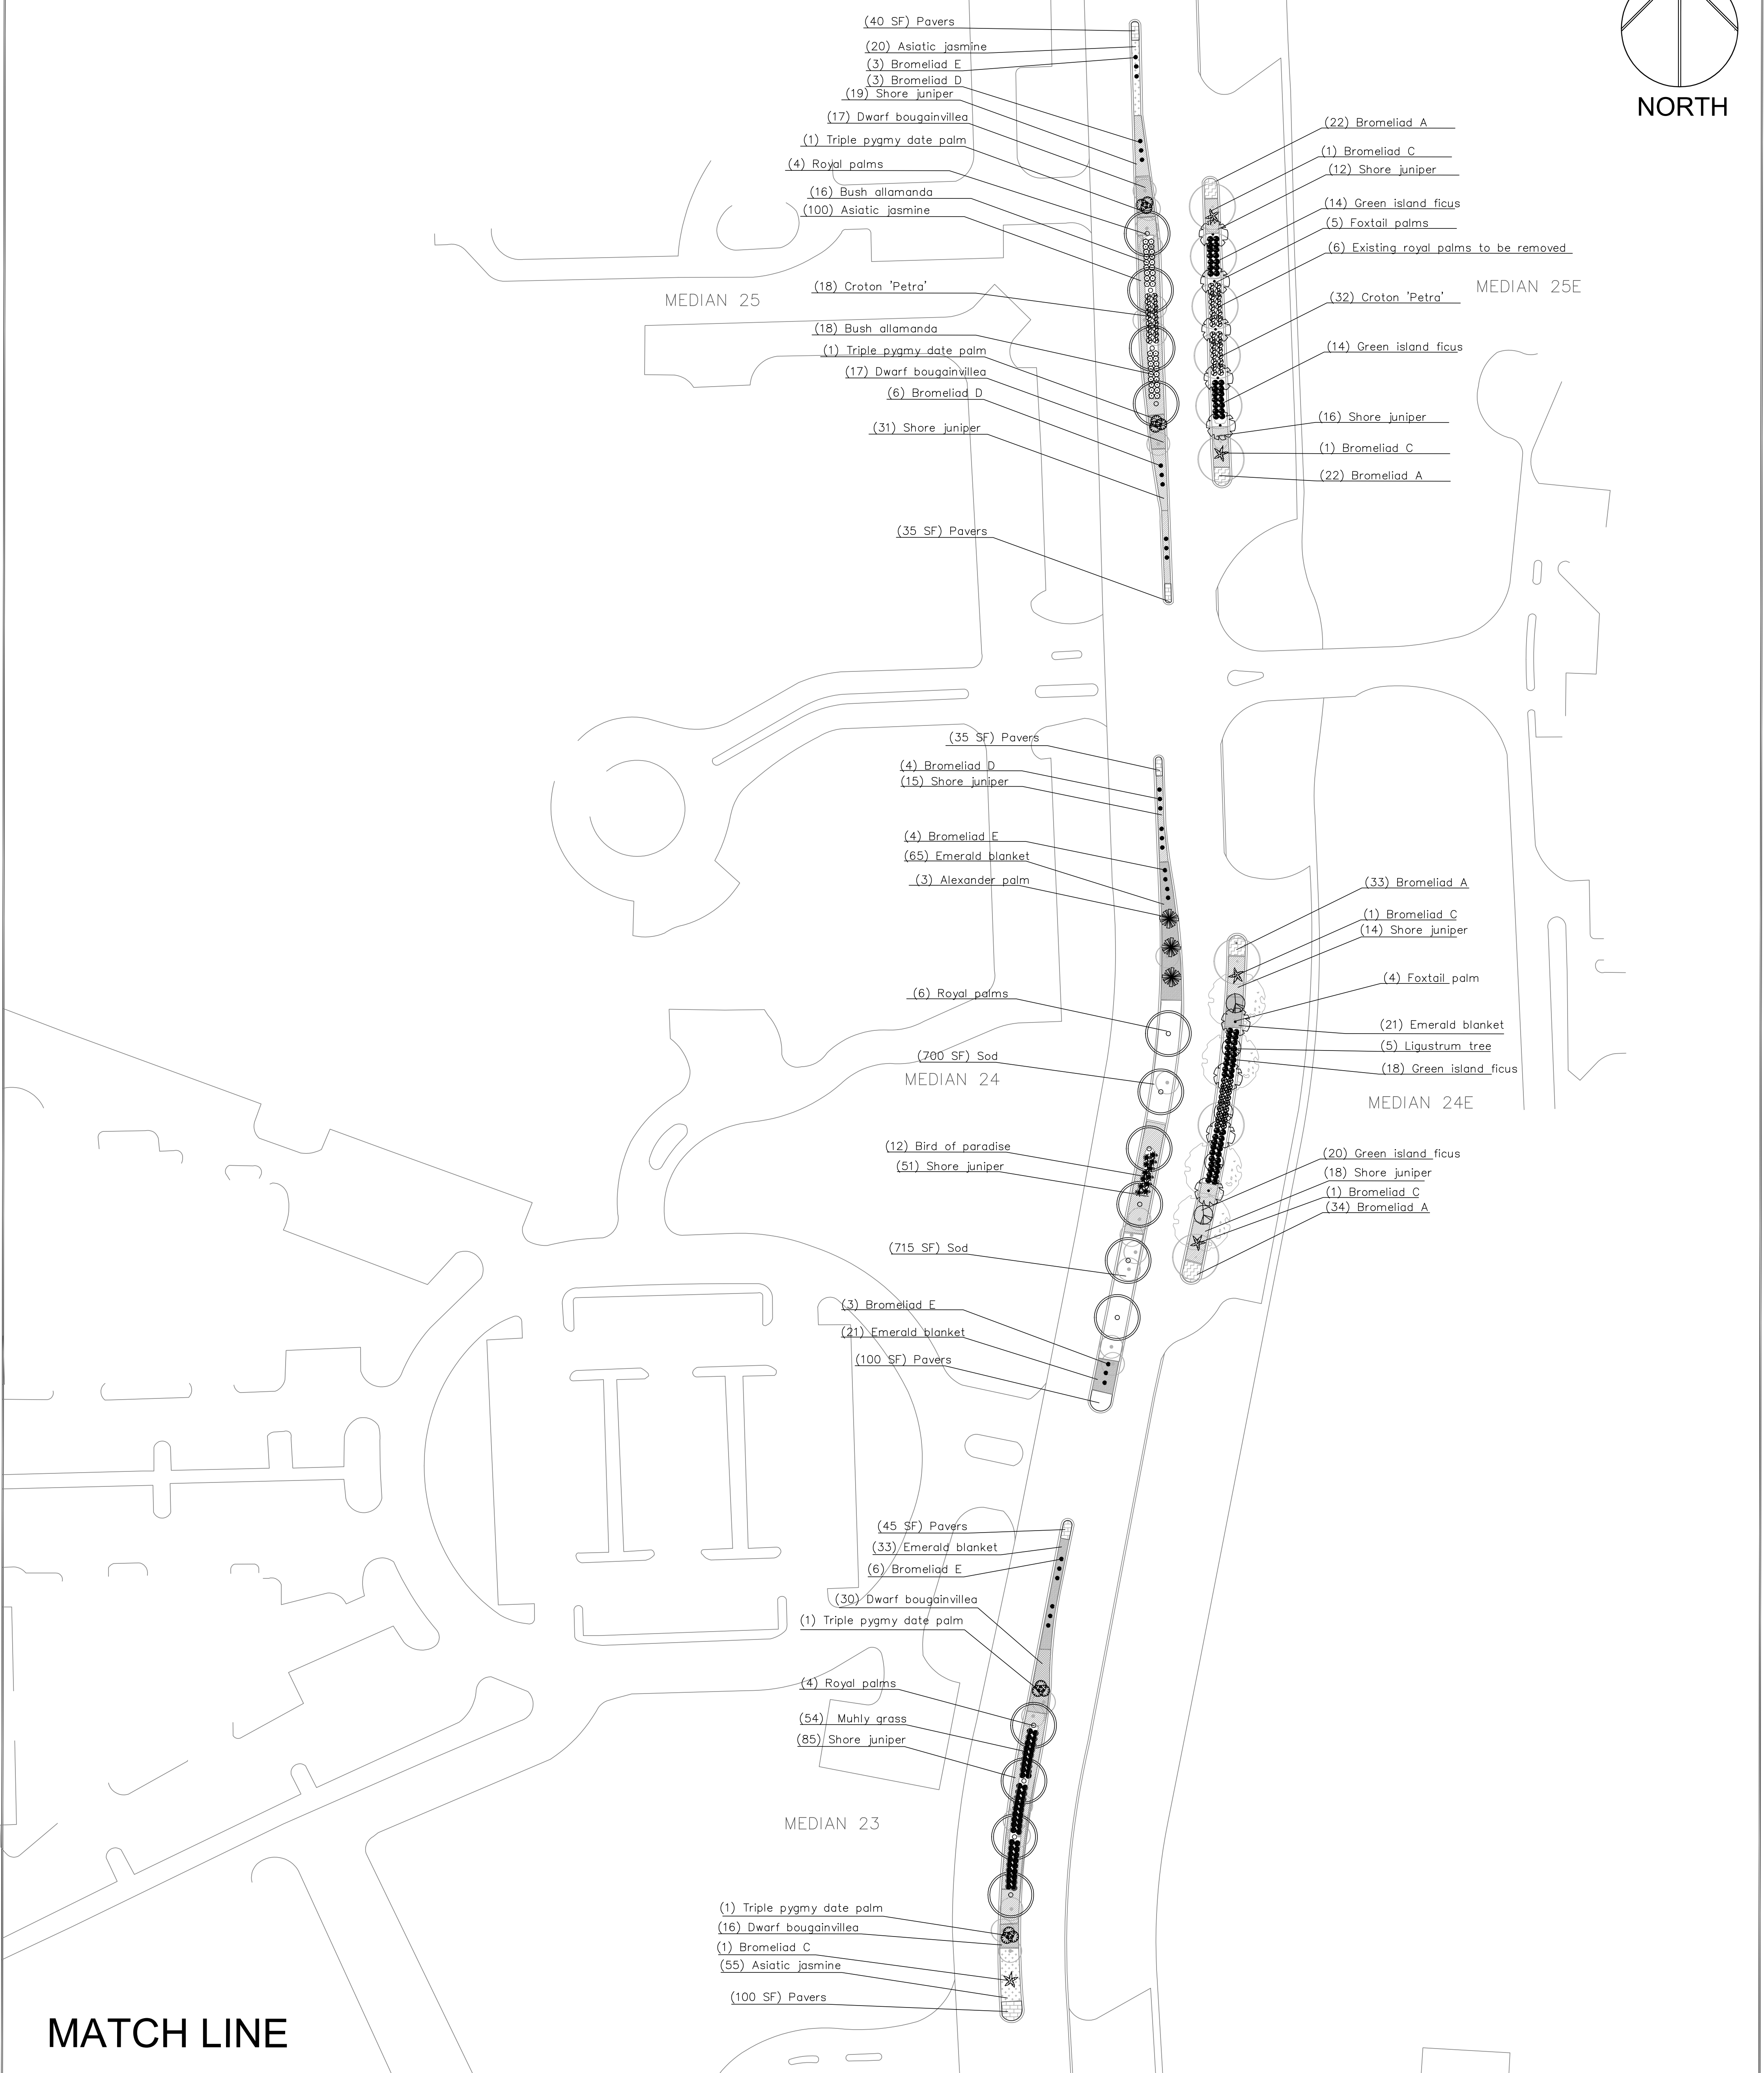 NORTH
(40 SF) Pavers
(20) Asiatic jasmine
(3) Bromeliad E
(3) Bromeliad D
(19) Shore juniper
(17) Dwarf bougainvillea
(1) Triple pygmy date palm
(4) Royal palms
(16) Bush allamanda
(100) Asiatic jasmine
MEDIAN 25
(18) Croton 'Petra'
(18) Bush allamanda
(1) Triple pygmy date palm
(17) Dwarf bougainvillea
(6) Bromeliad D
(31) Shore juniper
(35 SF) Pavers
(22) Bromeliad A
(1) Bromeliad C
(12) Shore juniper
(14) Green island ficus
(5) Foxtail palms
(6) Existing royal palms to be removed
MEDIAN 25E
(32) Croton 'Petra'
(14) Green island ficus
(16) Shore juniper
(1) Bromeliad C
(22) Bromeliad A
(35 SF) Pavers
(4) Bromeliad D
(15) Shore juniper
(4) Bromeliad E
(65) Emerald blanket
(3) Alexander palm
(6) Royal palms
(700 SF) Sod
MEDIAN 24
(12) Bird of paradise
(51) Shore juniper
(715 SF) Sod
(3) Bromeliad E
(21) Emerald blanket
(100 SF) Pavers
(33) Bromeliad A
(1) Bromeliad C
(14) Shore juniper
(4) Foxtail palm
(21) Emerald blanket
(5) Ligustrum tree
(18) Green island ficus
MEDIAN 24E
(20) Green island ficus
(18) Shore juniper
(1) Bromeliad C
(34) Bromeliad A
(45 SF) Pavers
(33) Emerald blanket
(6) Bromeliad E
(30) Dwarf bougainvillea
(1) Triple pygmy date palm
(4) Royal palms
(54) Muhly grass
(85) Shore juniper
MEDIAN 23
(1) Triple pygmy date palm
(16) Dwarf bougainvillea
(1) Bromeliad C
(55) Asiatic jasmine
(100 SF) Pavers
MATCH LINE